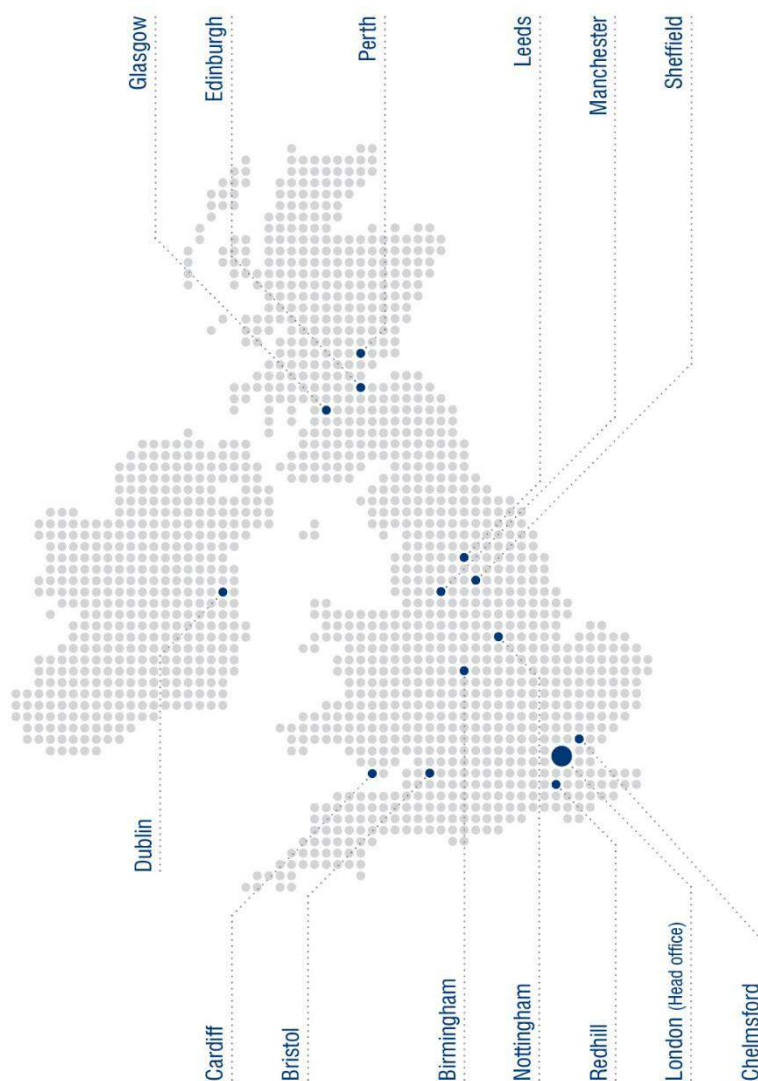 Glasgow
Edinburgh
Perth
Leeds
Manchester
Sheffield
Dublin
Cardiff
Bristol
Birmingham
Nottingham
Redhill
London (Head office)
Chelmsford